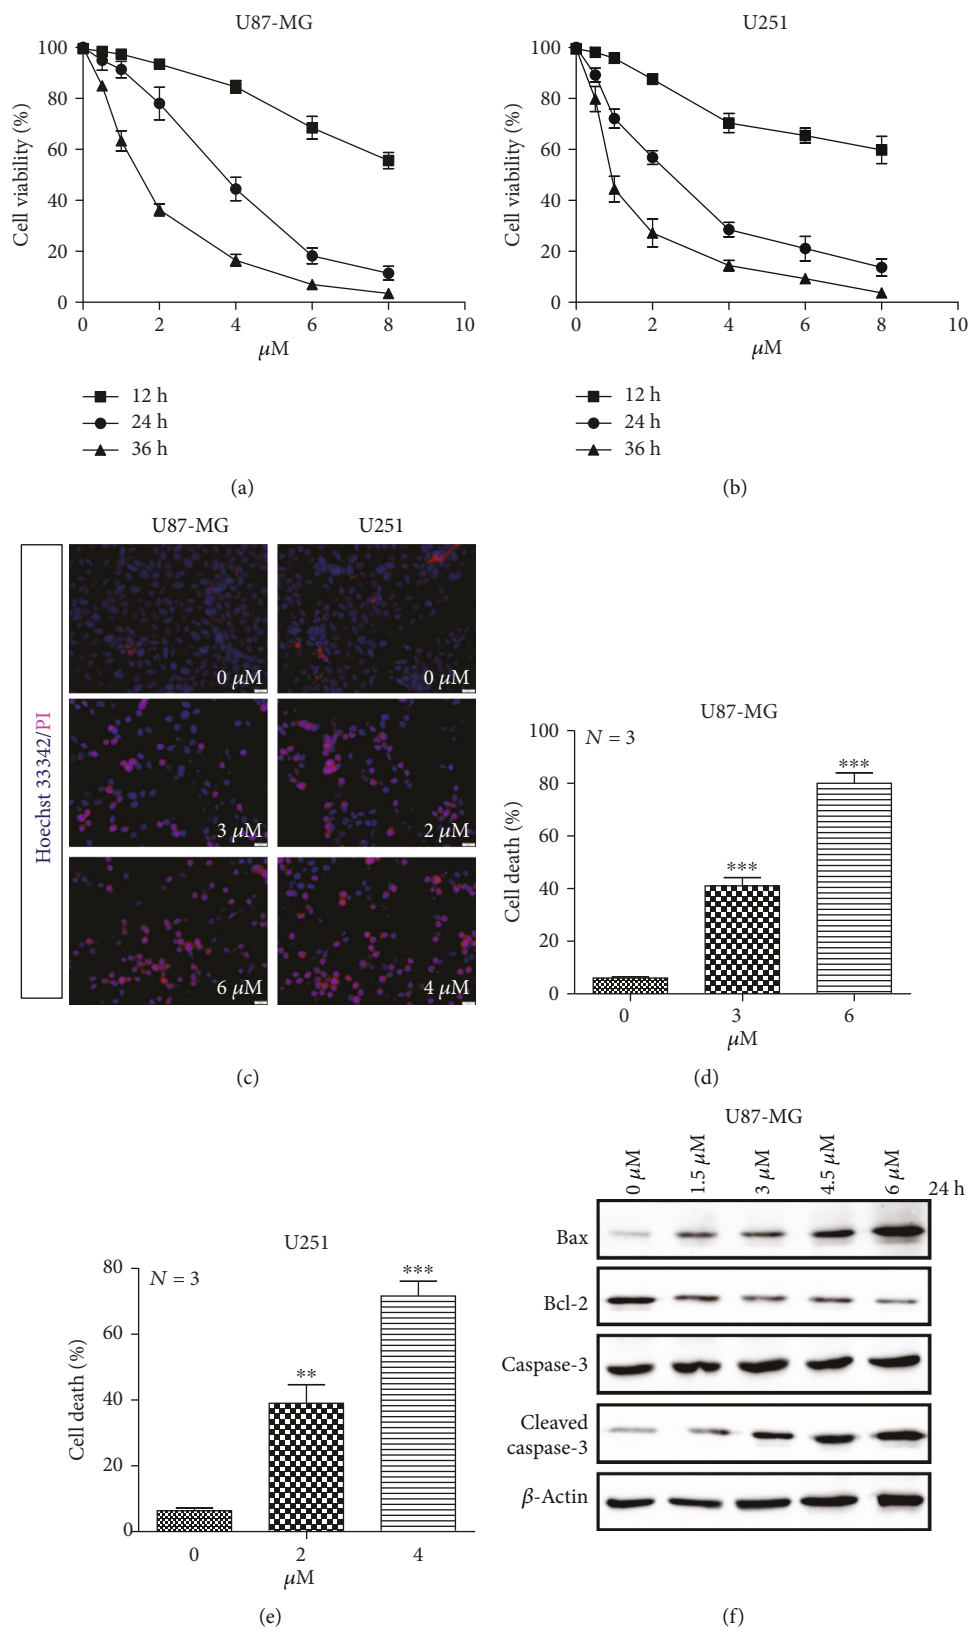 U87-MG
100
80
60
40
20
0
Cell viability (%)
0 2 4 6 8 10
μM
12 h
24 h
36 h
(a)
U251
100
80
60
40
20
0
Cell viability (%)
0 2 4 6 8 10
μM
12 h
24 h
36 h
(b)
U87-MG U251
Hoechst 33342/PI
0 μM 0 μM
3 μM 2 μM
6 μM 4 μM
(c)
U87-MG
N = 3
100
80
60
40
20
0
Cell death (%)
***
***
0 3 6
μM
(d)
U251
N = 3
80
60
40
20
0
Cell death (%)
**
***
0 2 4
μM
(e)
U87-MG
0 μM 1.5 μM 3 μM 4.5 μM 6 μM 24 h
Bax
Bcl-2
Caspase-3
Cleaved
caspase-3
β-Actin
(f)